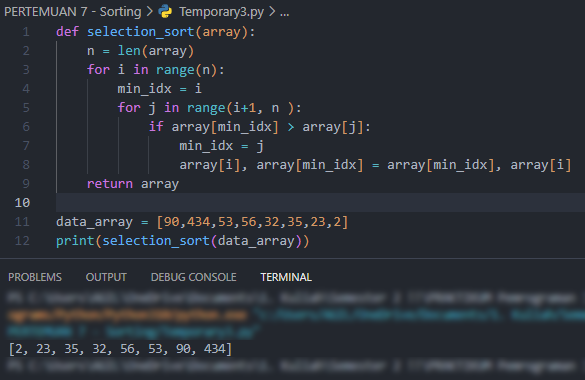 PERTEMUAN 7 - Sorting > Temporary3.py > ...
1 def selection_sort(array):
2     n = len(array)
3     for i in range(n):
4         min_idx = i
5         for j in range(i+1, n ):
6             if array[min_idx] > array[j]:
7                 min_idx = j
8                 array[i], array[min_idx] = array[min_idx], array[i]
9     return array
10
11 data_array = [90,434,53,56,32,35,23,2]
12 print(selection_sort(data_array))
PROBLEMS OUTPUT DEBUG CONSOLE TERMINAL
[2, 23, 35, 32, 56, 53, 90, 434]